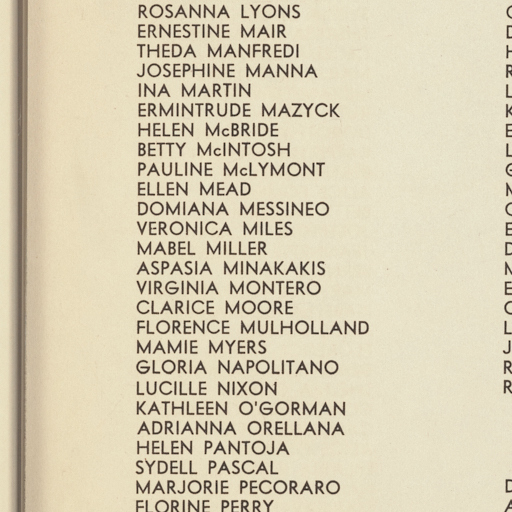 ROSANNA LYONS
ERNESTINE MAIR
THEDA MANFREDI
JOSEPHINE MANNA
INA MARTIN
ERMINTRUDE MAZYCK
HELEN McBRIDE
BETTY McINTOSH
PAULINE McLYMONT
ELLEN MEAD
DOMIANA MESSINEO
VERONICA MILES
MABEL MILLER
ASPASIA MINAKAKIS
VIRGINIA MONTERO
CLARICE MOORE
FLORENCE MULHOLLAND
MAMIE MYERS
GLORIA NAPOLITANO
LUCILLE NIXON
KATHLEEN O'GORMAN
ADRIANNA ORELLANA
HELEN PANTOJA
SYDELL PASCAL
MARJORIE PECORARO
FLORINE PERRY